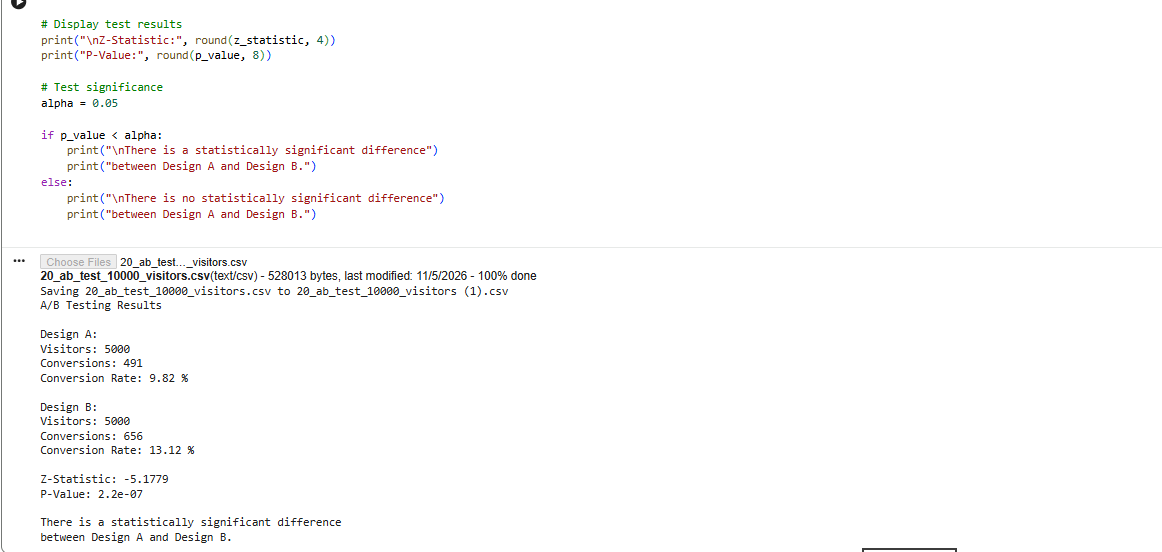 # Display test results
print("\nZ-Statistic:", round(z_statistic, 4))
print("P-Value:", round(p_value, 8))
# Test significance
alpha = 0.05
if p_value < alpha:
    print("\nThere is a statistically significant difference")
    print("between Design A and Design B.")
else:
    print("\nThere is no statistically significant difference")
    print("between Design A and Design B.")
... Choose Files 20_ab_test..._visitors.csv
20_ab_test_10000_visitors.csv(text/csv) - 528013 bytes, last modified: 11/5/2026 - 100% done
Saving 20_ab_test_10000_visitors.csv to 20_ab_test_10000_visitors (1).csv
A/B Testing Results
Design A:
Visitors: 5000
Conversions: 491
Conversion Rate: 9.82 %
Design B:
Visitors: 5000
Conversions: 656
Conversion Rate: 13.12 %
Z-Statistic: -5.1779
P-Value: 2.2e-07
There is a statistically significant difference
between Design A and Design B.